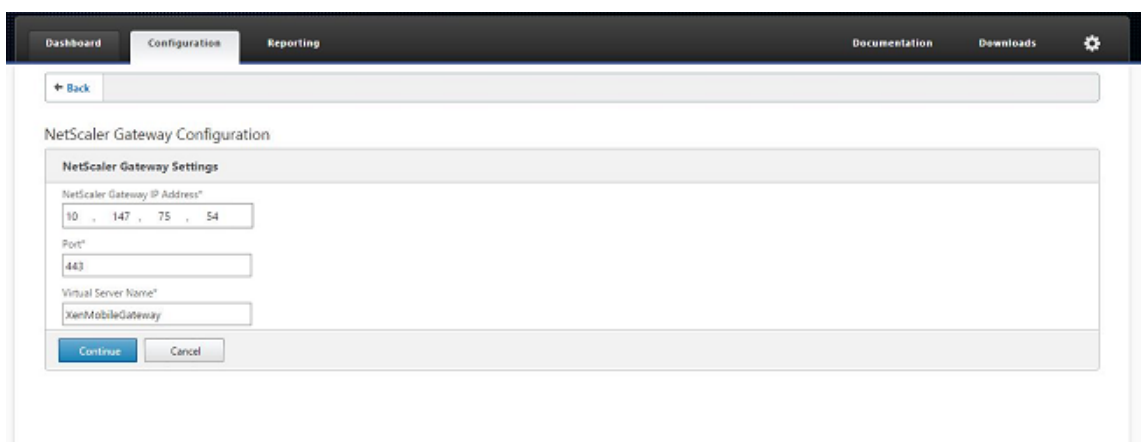 Dashboard Configuration Reporting Documentation Downloads
Back
NetScaler Gateway Configuration
NetScaler Gateway Settings
NetScaler Gateway IP Address*
10 . 147 . 75 . 54
Port*
443
Virtual Server Name*
XenMobileGateway
Continue Cancel